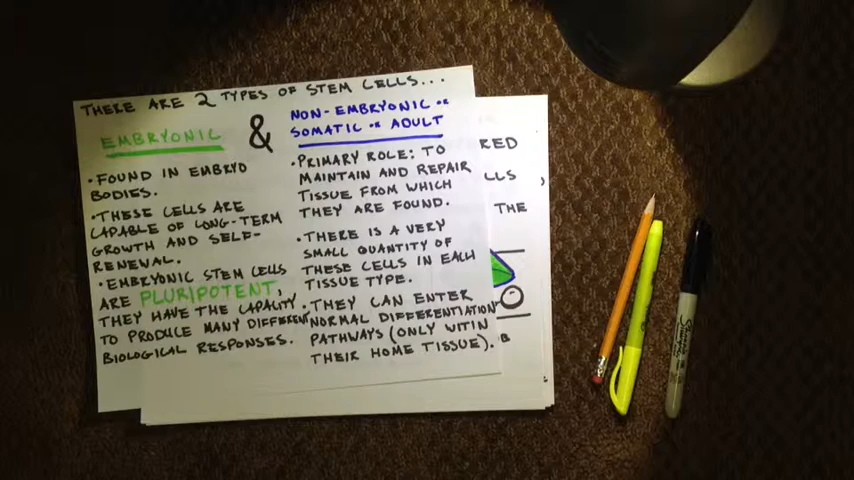 THERE ARE 2 TYPES OF STEM CELLS...
EMBRYONIC
&
NON-EMBRYONIC or
SOMATIC or ADULT
• FOUND IN EMBRYO
BODIES.
• THESE CELLS ARE
CAPABLE OF LONG-TERM
GROWTH AND SELF-
RENEWAL.
• EMBRYONIC STEM CELLS
ARE PLURIPOTENT,
THEY HAVE THE CAPACITY
TO PRODUCE MANY DIFFERENT
BIOLOGICAL RESPONSES.
• PRIMARY ROLE: TO
MAINTAIN AND REPAIR
TISSUE FROM WHICH
THEY ARE FOUND.
• THERE IS A VERY
SMALL QUANTITY OF
THESE CELLS IN EACH
TISSUE TYPE.
• THEY CAN ENTER
NORMAL DIFFERENTIATION
PATHWAYS (ONLY WITIN
THEIR HOME TISSUE).
RED
LLS ,
THE
Sharpie